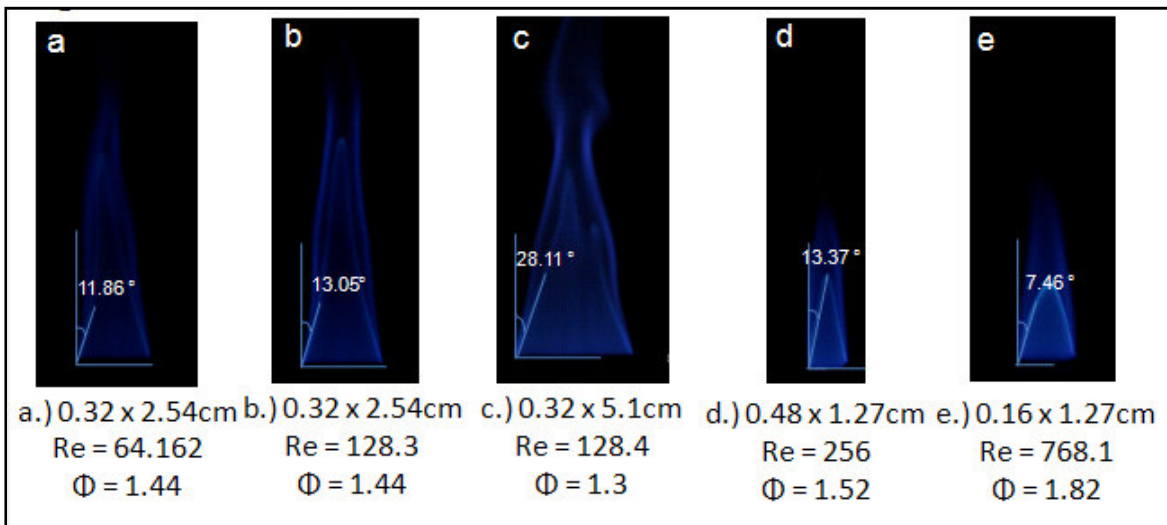 a
b
c
d
e
11.86 °
13.05°
28.11 °
13.37 °
7.46 °
a.) 0.32 x 2.54cm
Re = 64.162
Φ = 1.44
b.) 0.32 x 2.54cm
Re = 128.3
Φ = 1.44
c.) 0.32 x 5.1cm
Re = 128.4
Φ = 1.3
d.) 0.48 x 1.27cm
Re = 256
Φ = 1.52
e.) 0.16 x 1.27cm
Re = 768.1
Φ = 1.82